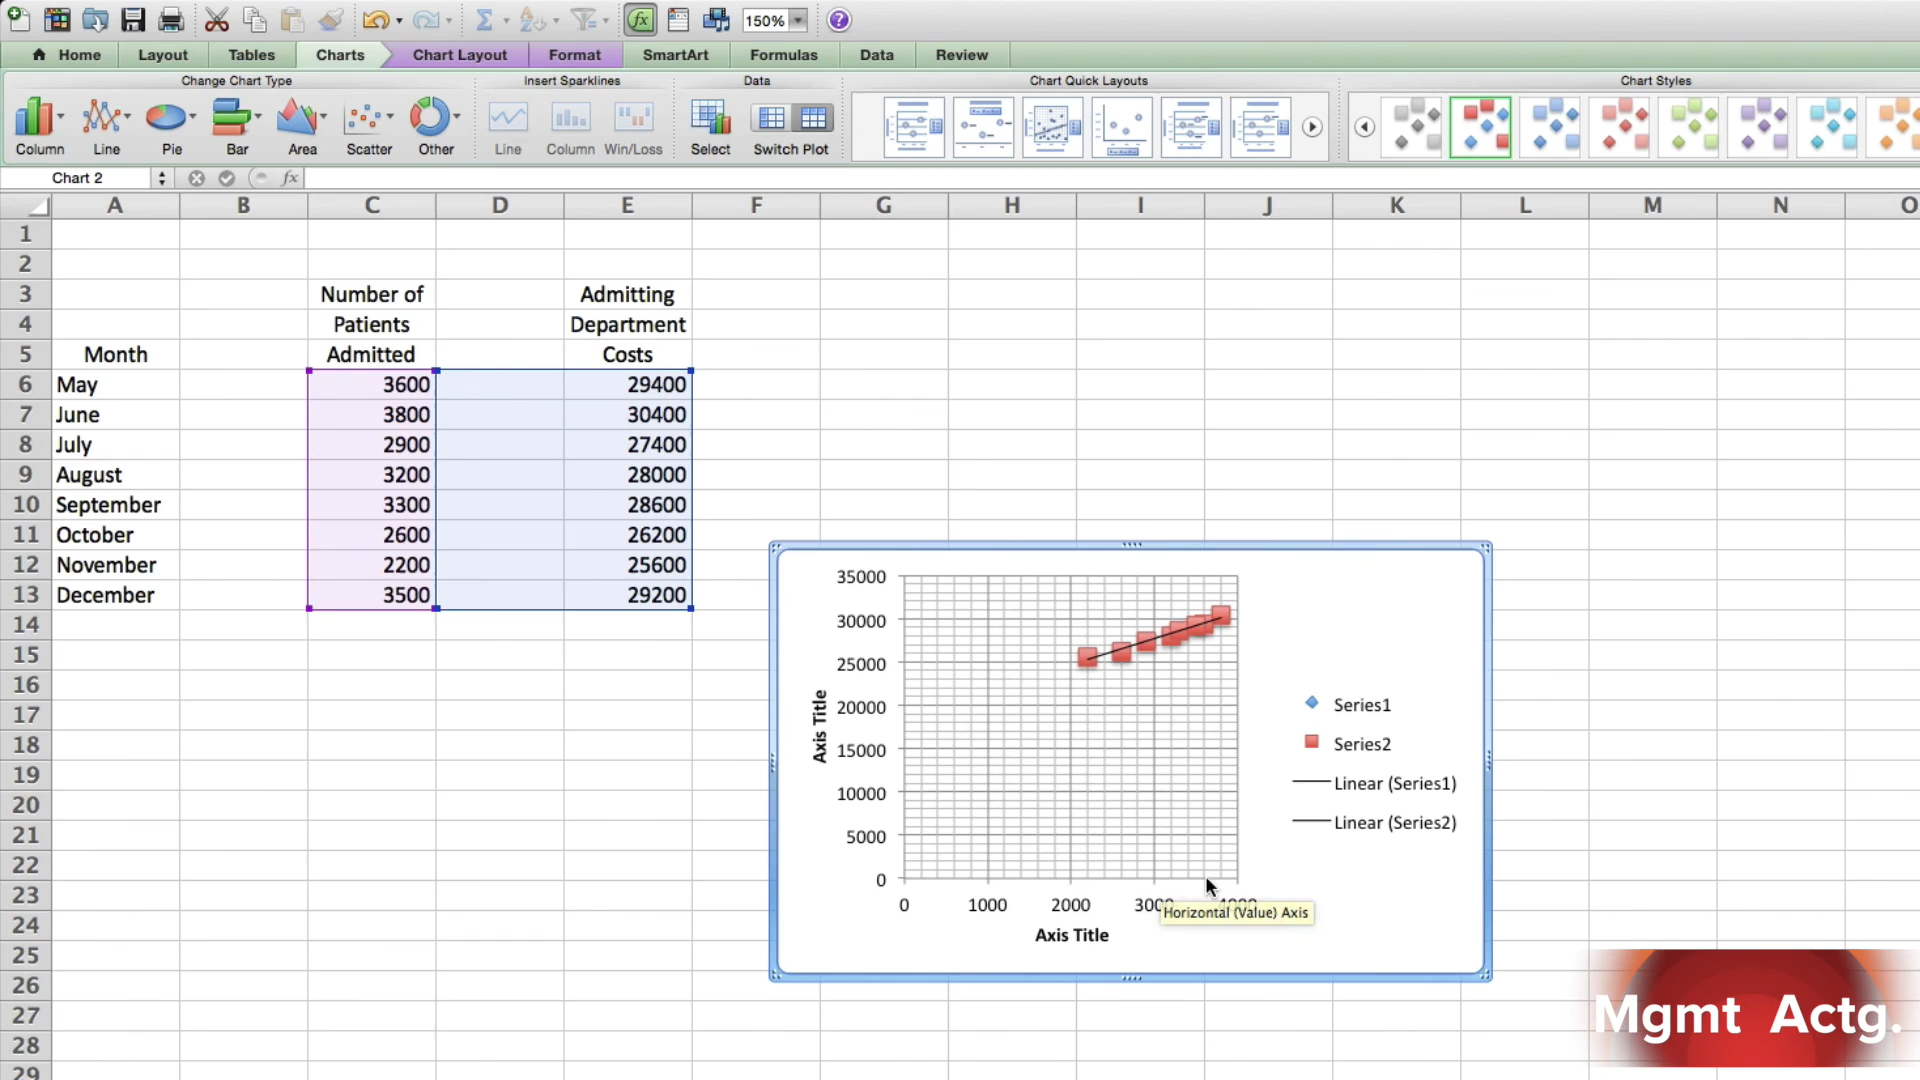 150%
?
Home Layout Tables Charts Chart Layout Format SmartArt Formulas Data Review
Change Chart Type Insert Sparklines Data Chart Quick Layouts Chart Styles
Column Line Pie Bar Area Scatter Other Line Column Win/Loss Select Switch Plot
Chart 2 fx
A B C D E F G H I J K L M N O
1
2
3 Number of Admitting
4 Patients Department
5 Month Admitted Costs
6 May 3600 29400
7 June 3800 30400
8 July 2900 27400
9 August 3200 28000
10 September 3300 28600
11 October 2600 26200
12 November 2200 25600
13 December 3500 29200
14
15
16
17
18
19
20
21
22
23
24
25
26
27
28
29
35000
30000
25000
20000
15000
10000
5000
0
Axis Title
0 1000 2000 3000 4000
Horizontal (Value) Axis
Axis Title
Series1
Series2
Linear (Series1)
Linear (Series2)
Mgmt Actg.